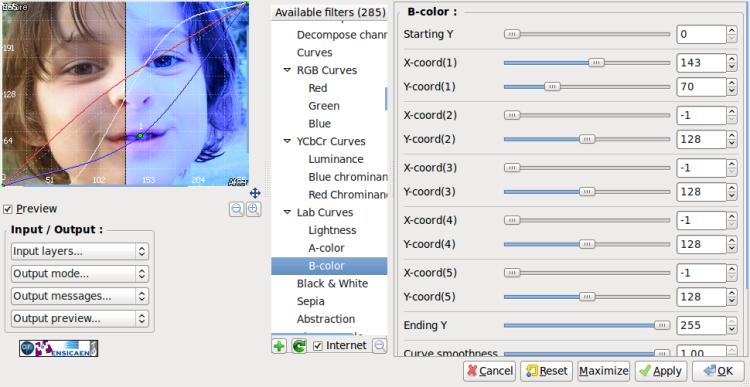 255
191
128
64
0
51
102
153
204
Preview
Input / Output :
Input layers...
Output mode...
Output messages...
Output preview...
ENSICAEN
Available filters (285)
Decompose chann
Curves
RGB Curves
Red
Green
Blue
YCbCr Curves
Luminance
Blue chrominan
Red Chrominanc
Lab Curves
Lightness
A-color
B-color
Black & White
Sepia
Abstraction
Internet
B-color :
Starting Y 0
X-coord(1) 143
Y-coord(1) 70
X-coord(2) -1
Y-coord(2) 128
X-coord(3) -1
Y-coord(3) 128
X-coord(4) -1
Y-coord(4) 128
X-coord(5) -1
Y-coord(5) 128
Ending Y 255
Curve smoothness 1.00
Cancel Reset Maximize Apply OK